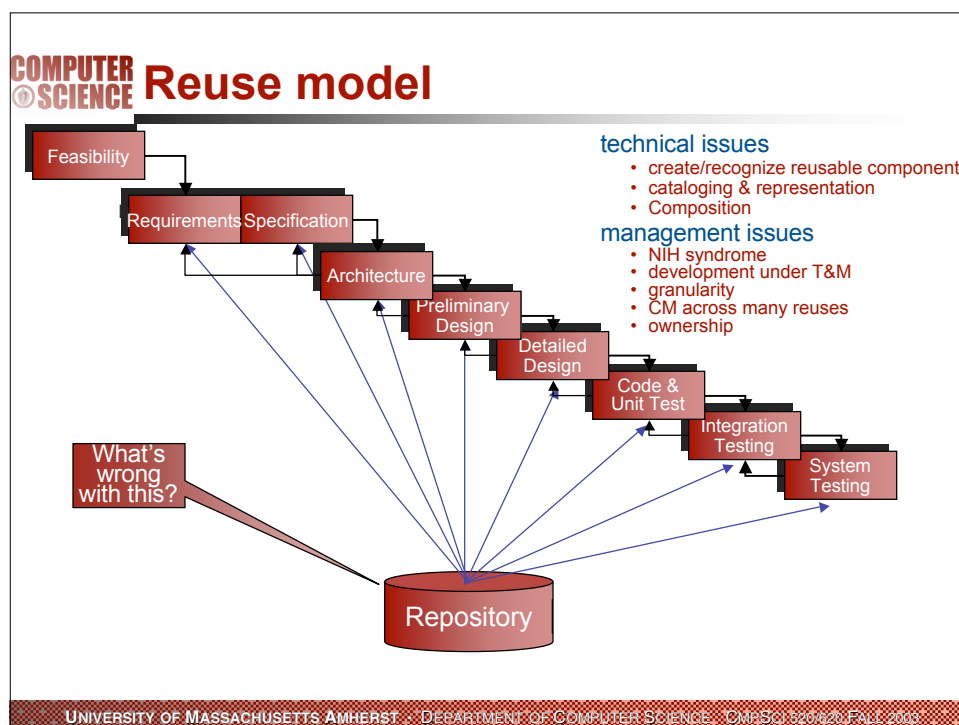 COMPUTER
SCIENCE
Reuse model
Feasibility
technical issues
• create/recognize reusable component
• cataloging & representation
• Composition
management issues
• NIH syndrome
• development under T&M
• granularity
• CM across many reuses
• ownership
Requirements
Specification
Architecture
Preliminary
Design
Detailed
Design
Code &
Unit Test
Integration
Testing
System
Testing
What's
wrong
with this?
Repository
UNIVERSITY OF MASSACHUSETTS AMHERST • DEPARTMENT OF COMPUTER SCIENCE CMPSCI 520/620 FALL 2003